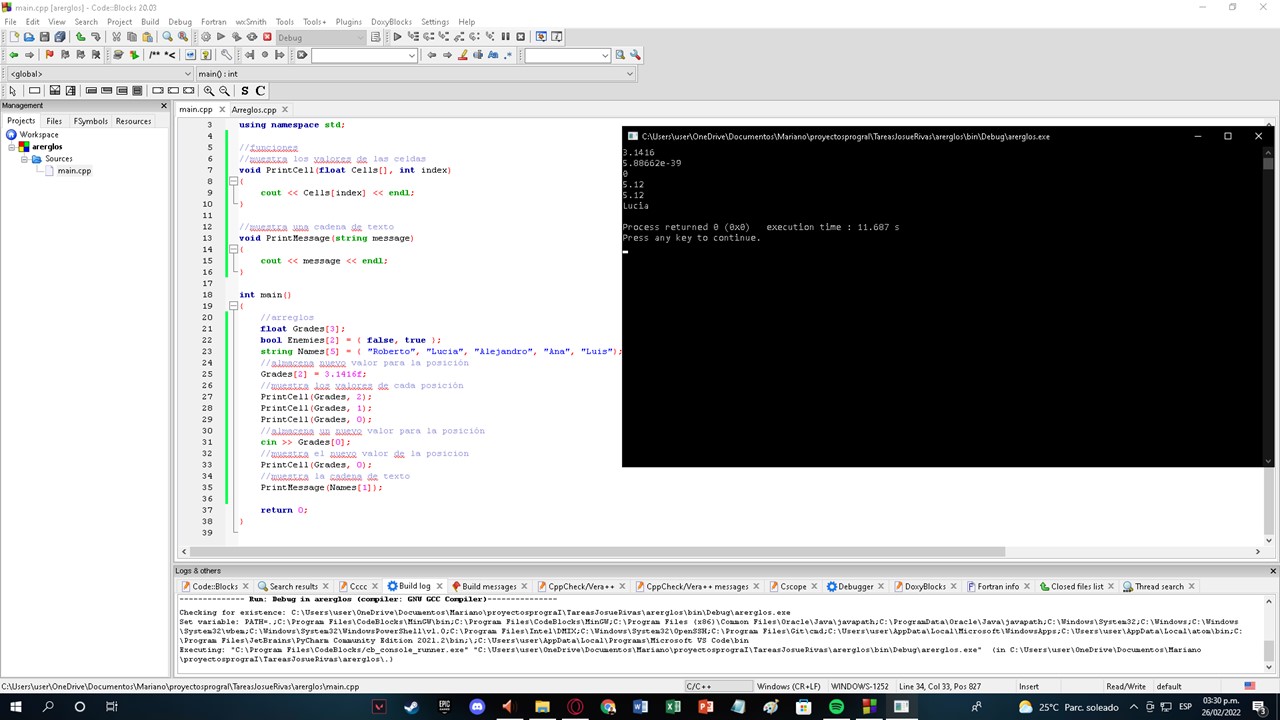 main.cpp [arerglos] - Code::Blocks 20.03
File Edit View Search Project Build Debug Fortran wxSmith Tools Tools+ Plugins DoxyBlocks Settings Help
Debug
/** *<
<global> main() : int
S C
Management
Projects Files FSymbols Resources
Workspace
arerglos
Sources
main.cpp
main.cpp Arreglos.cpp
3 using namespace std;
4
5 //funciones
6 //muestra los valores de las celdas
7 void PrintCell(float Cells[], int index)
8 {
9 cout << Cells[index] << endl;
10 }
11
12 //muestra una cadena de texto
13 void PrintMessage(string message)
14 {
15 cout << message << endl;
16 }
17
18 int main()
19 {
20 //arreglos
21 float Grades[3];
22 bool Enemies[2] = { false, true };
23 string Names[5] = { "Roberto", "Lucia", "Alejandro", "Ana", "Luis"};
24 //almacena nuevo valor para la posición
25 Grades[2] = 3.1416f;
26 //muestra los valores de cada posición
27 PrintCell(Grades, 2);
28 PrintCell(Grades, 1);
29 PrintCell(Grades, 0);
30 //almacena un nuevo valor para la posición
31 cin >> Grades[0];
32 //muestra el nuevo valor de la posicion
33 PrintCell(Grades, 0);
34 //muestra la cadena de texto
35 PrintMessage(Names[1]);
36
37 return 0;
38 }
39
C:\Users\user\OneDrive\Documentos\Mariano\proyectosprograI\TareasJosueRivas\arerglos\bin\Debug\arerglos.exe
3.1416
5.88662e-39
0
5.12
5.12
Lucia
Process returned 0 (0x0) execution time : 11.687 s
Press any key to continue.
Logs & others
Code::Blocks Search results Cccc Build log Build messages CppCheck/Vera++ CppCheck/Vera++ messages Cscope Debugger DoxyBlocks Fortran info Closed files list Thread search
-------------- Run: Debug in arerglos (compiler: GNU GCC Compiler)---------------
Checking for existence: C:\Users\user\OneDrive\Documentos\Mariano\proyectosprograI\TareasJosueRivas\arerglos\bin\Debug\arerglos.exe
Set variable: PATH=.;C:\Program Files\CodeBlocks\MinGW\bin;C:\Program Files\CodeBlocks\MinGW;C:\Program Files (x86)\Common Files\Oracle\Java\javapath;C:\ProgramData\Oracle\Java\javapath;C:\Windows\System32;C:\Windows;C:\Windows
\System32\wbem;C:\Windows\System32\WindowsPowerShell\v1.0;C:\Program Files\Intel\DMIX;C:\Windows\System32\OpenSSH;C:\Program Files\Git\cmd;C:\Users\user\AppData\Local\Microsoft\WindowsApps;C:\Users\user\AppData\Local\atom\bin;C:
\Program Files\JetBrains\PyCharm Community Edition 2021.2\bin;\;C:\Users\user\AppData\Local\Programs\Microsoft VS Code\bin
Executing: "C:\Program Files\CodeBlocks/cb_console_runner.exe" "C:\Users\user\OneDrive\Documentos\Mariano\proyectosprograI\TareasJosueRivas\arerglos\bin\Debug\arerglos.exe" (in C:\Users\user\OneDrive\Documentos\Mariano
\proyectosprograI\TareasJosueRivas\arerglos\.)
C:\Users\user\OneDrive\Documentos\Mariano\proyectosprograI\TareasJosueRivas\arerglos\main.cpp C/C++ Windows (CR+LF) WINDOWS-1252 Line 34, Col 33, Pos 827 Insert Read/Write default
EPIC
25°C Parc. soleado ESP 03:30 p.m.
26/02/2022